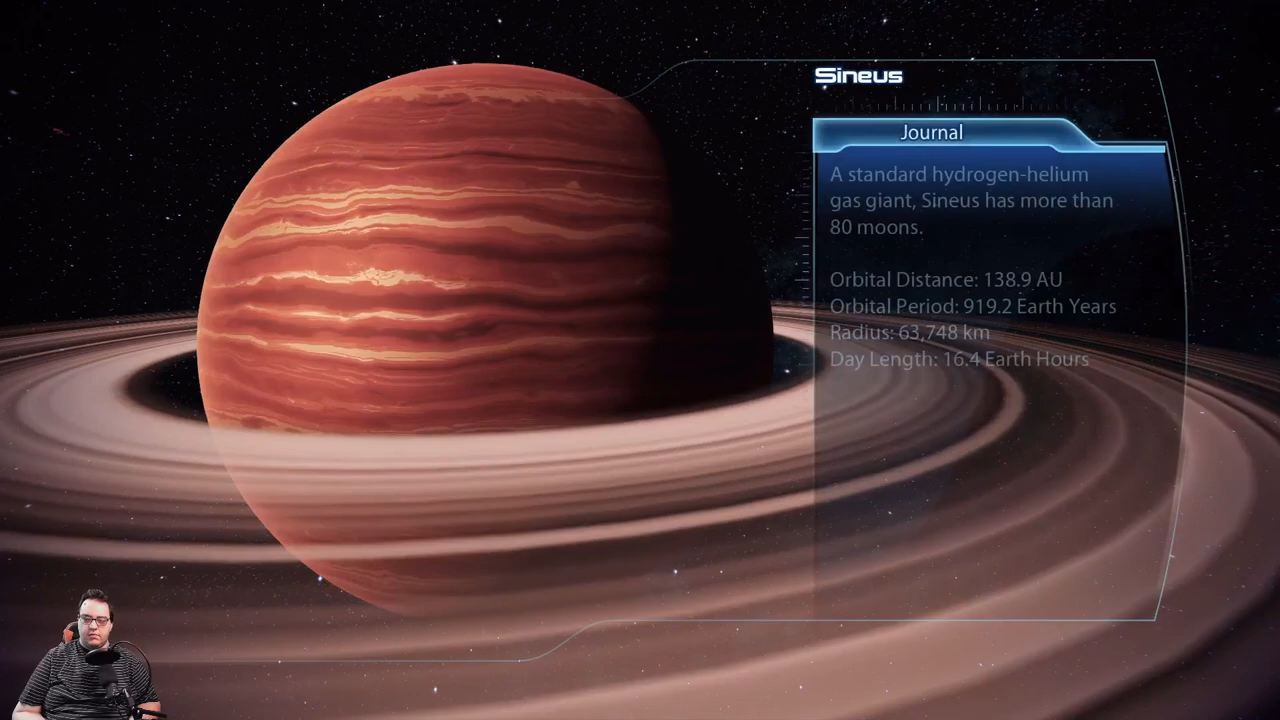 Sineus
Journal
A standard hydrogen-helium
gas giant, Sineus has more than
80 moons.
Orbital Distance: 138.9 AU
Orbital Period: 919.2 Earth Years
Radius: 63,748 km
Day Length: 16.4 Earth Hours